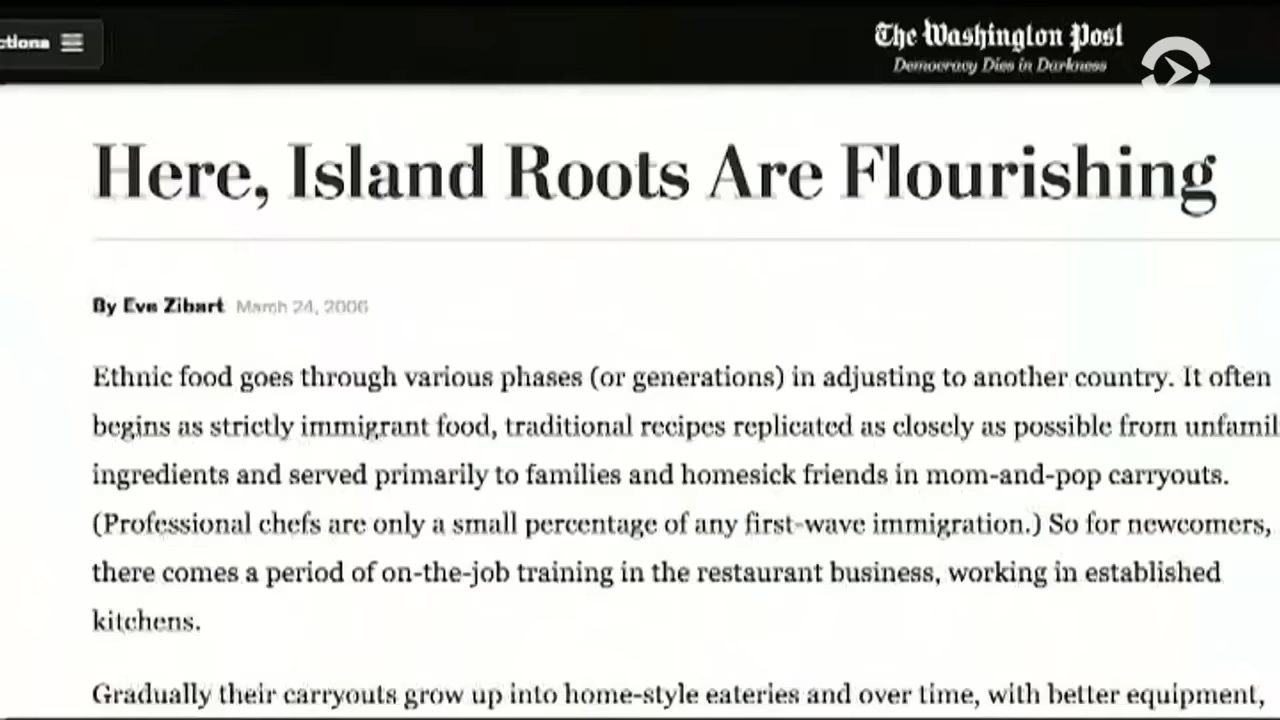 ctions
The Washington Post
Democracy Dies in Darkness
Here, Island Roots Are Flourishing
By Eve Zibart March 24, 2006
Ethnic food goes through various phases (or generations) in adjusting to another country. It often
begins as strictly immigrant food, traditional recipes replicated as closely as possible from unfamil
ingredients and served primarily to families and homesick friends in mom-and-pop carryouts.
(Professional chefs are only a small percentage of any first-wave immigration.) So for newcomers,
there comes a period of on-the-job training in the restaurant business, working in established
kitchens.
Gradually their carryouts grow up into home-style eateries and over time, with better equipment,